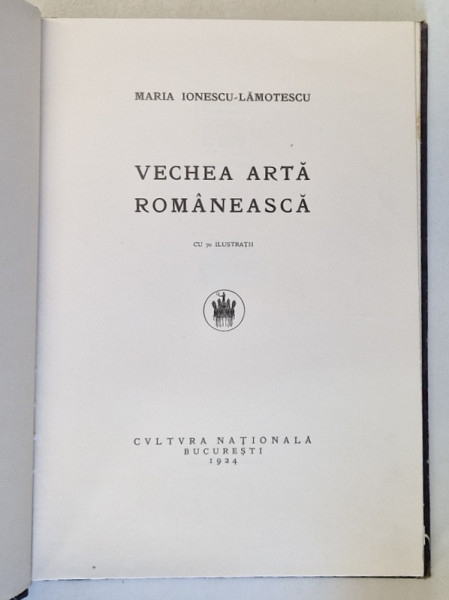 MARIA IONESCU-LĂMOTESCU
VECHEA ARTĂ
ROMÂNEASCĂ
CU 70 ILUSTRAȚII
CVLTVRA NAȚIONALĂ
BUCUREȘTI
1924